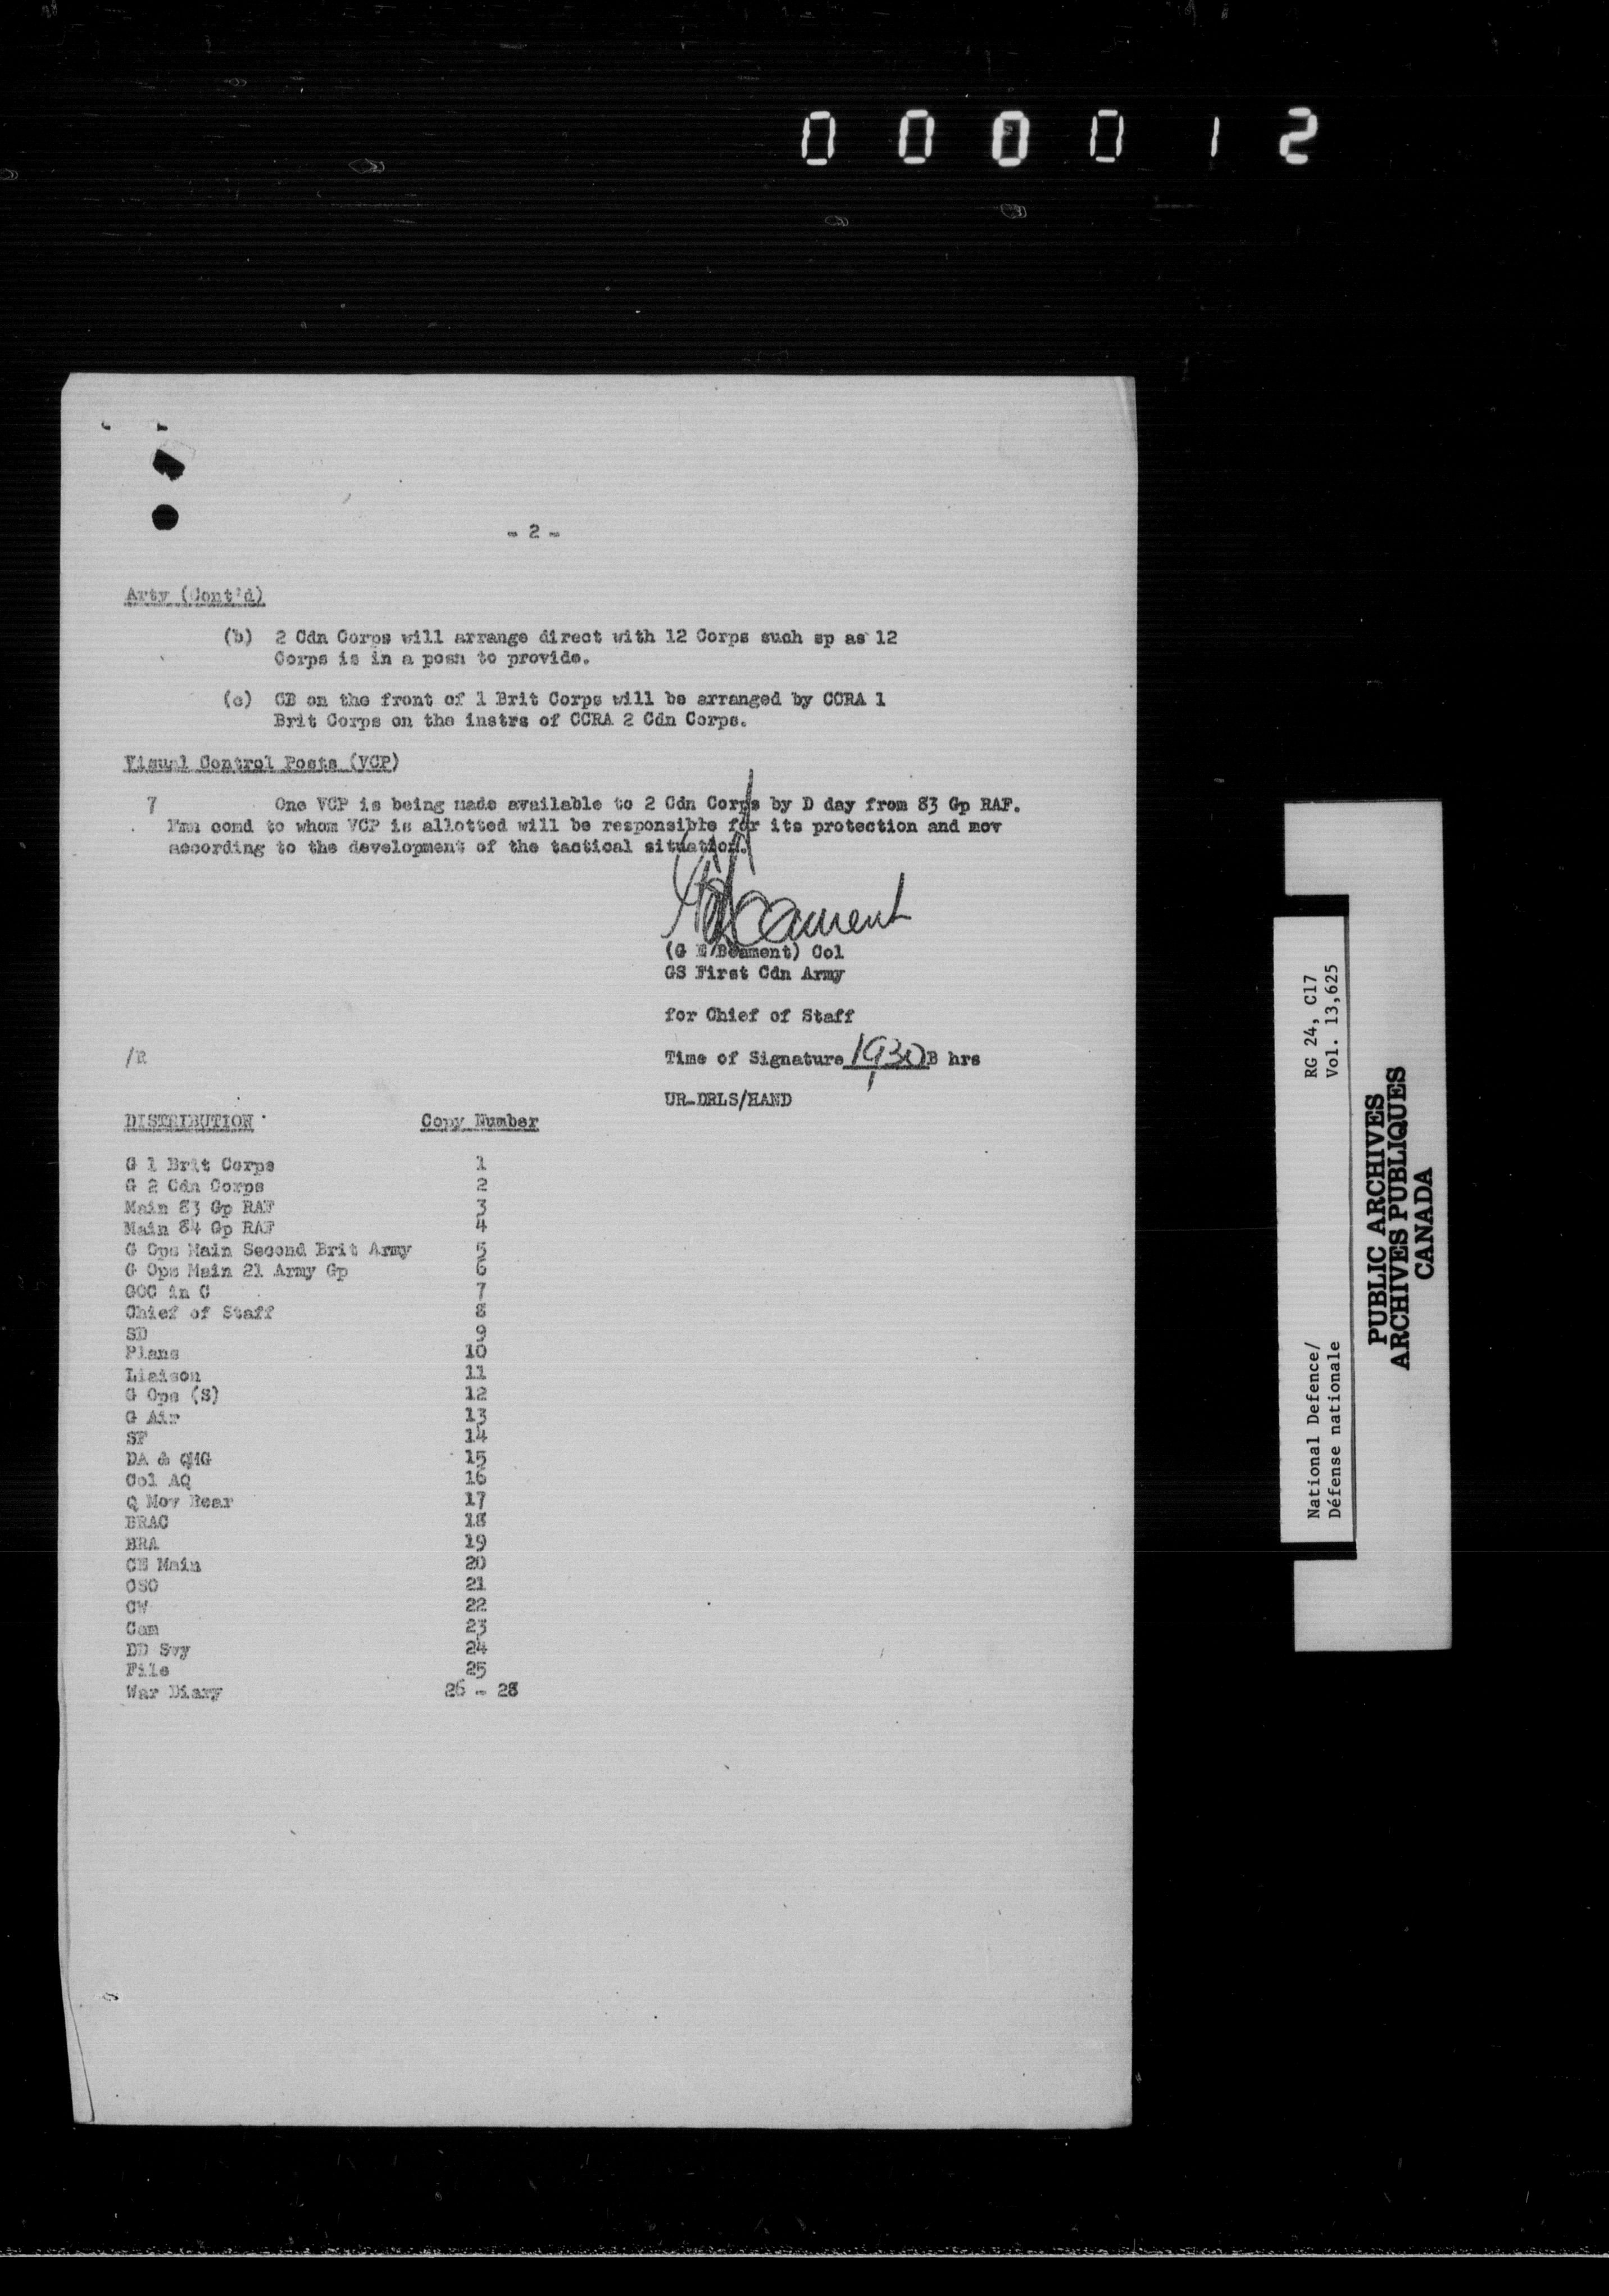 0 0 0 0 1 2
- 2 -
Arty (Cont'd)
(b) 2 Cdn Corps will arrange direct with 12 Corps such sp as 12
Corps is in a posn to provide.
(c) CB on the front of 1 Brit Corps will be arranged by CCRA 1
Brit Corps on the instrs of CCRA 2 Cdn Corps.
Visual Control Posts (VCP)
7 One VCP is being made available to 2 Cdn Corps by D day from 83 Gp RAF.
Fmn comd to whom VCP is allotted will be responsible for its protection and mov
according to the development of the tactical situation.
GEBeament
(G E Beament) Col
GS First Cdn Army
for Chief of Staff
/R Time of Signature 1930B hrs
UR-DRLS/HAND
DISTRIBUTION Copy Number
G 1 Brit Corps 1
G 2 Cdn Corps 2
Main 83 Gp RAF 3
Main 84 Gp RAF 4
G Ops Main Second Brit Army 5
G Ops Main 21 Army Gp 6
GOC in C 7
Chief of Staff 8
SD 9
Plans 10
Liaison 11
G Ops (S) 12
G Air 13
SF 14
DA & QMG 15
Col AQ 16
Q Mov Rear 17
BRAC 18
BRA 19
CE Main 20
CSO 21
CW 22
Cam 23
DD Svy 24
File 25
War Diary 26 - 28
National Defence/ RG 24, C17
Défense nationale Vol. 13,625
PUBLIC ARCHIVES
ARCHIVES PUBLIQUES
CANADA